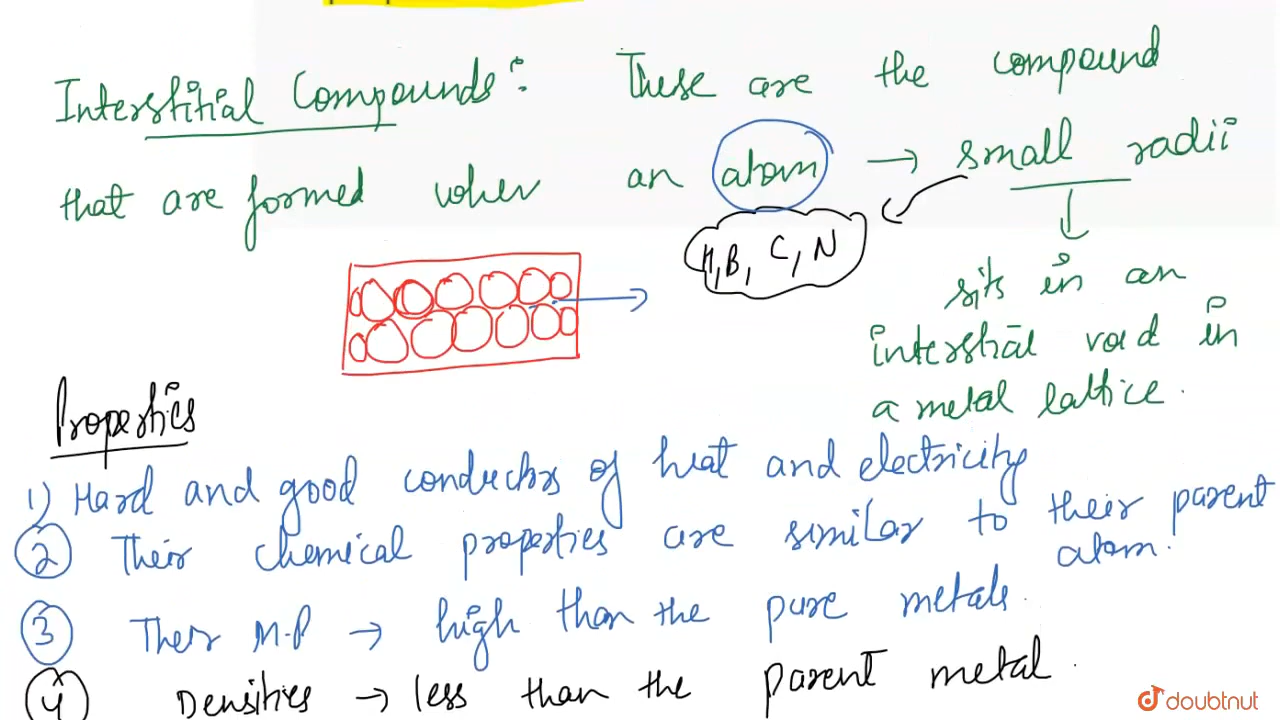 Interstitial Compounds: These are the compound
that are formed when an atom → small radii
H, B, C, N
sits in an
interstial void in
a metal lattice.
Properties
1) Hard and good conductors of heat and electricity
2 Their chemical properties are similar to their parent
atom.
3 Their M.P → high than the pure metals.
4 Densities → less than the parent metal.
doubtnut